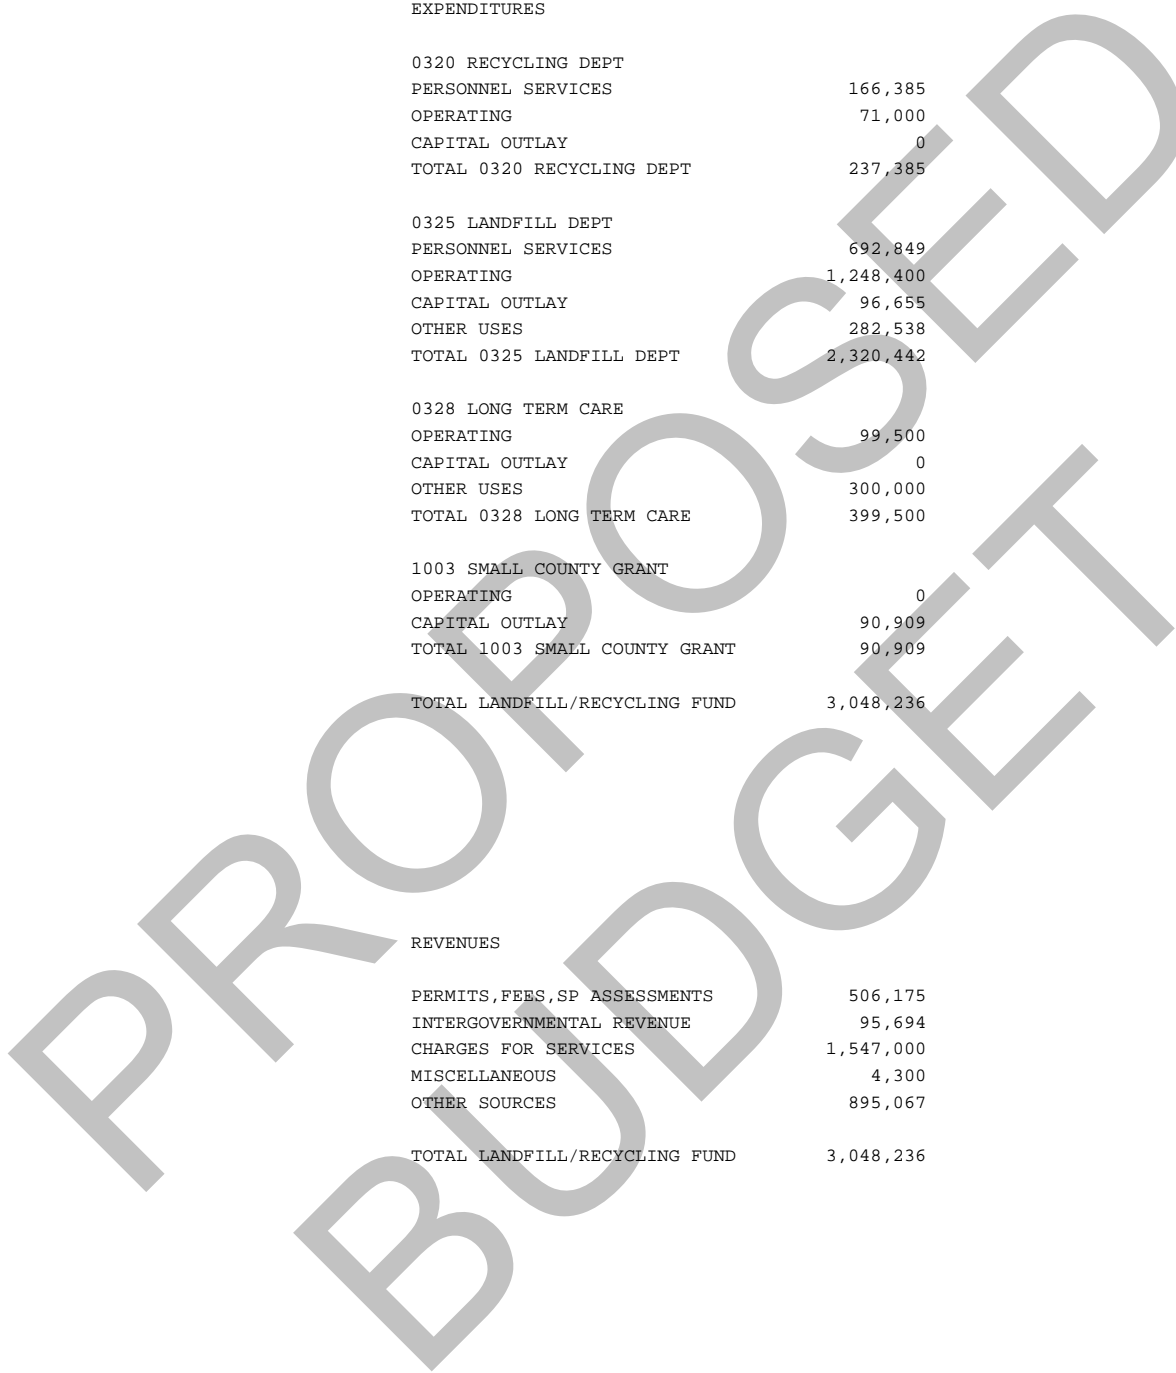 EXPENDITURES
0320 RECYCLING DEPT
PERSONNEL SERVICES 166,385
OPERATING 71,000
CAPITAL OUTLAY 0
TOTAL 0320 RECYCLING DEPT 237,385
0325 LANDFILL DEPT
PERSONNEL SERVICES 692,849
OPERATING 1,248,400
CAPITAL OUTLAY 96,655
OTHER USES 282,538
TOTAL 0325 LANDFILL DEPT 2,320,442
0328 LONG TERM CARE
OPERATING 99,500
CAPITAL OUTLAY 0
OTHER USES 300,000
TOTAL 0328 LONG TERM CARE 399,500
1003 SMALL COUNTY GRANT
OPERATING 0
CAPITAL OUTLAY 90,909
TOTAL 1003 SMALL COUNTY GRANT 90,909
TOTAL LANDFILL/RECYCLING FUND 3,048,236
REVENUES
PERMITS,FEES,SP ASSESSMENTS 506,175
INTERGOVERNMENTAL REVENUE 95,694
CHARGES FOR SERVICES 1,547,000
MISCELLANEOUS 4,300
OTHER SOURCES 895,067
TOTAL LANDFILL/RECYCLING FUND 3,048,236
PROPOSED
BUDGET